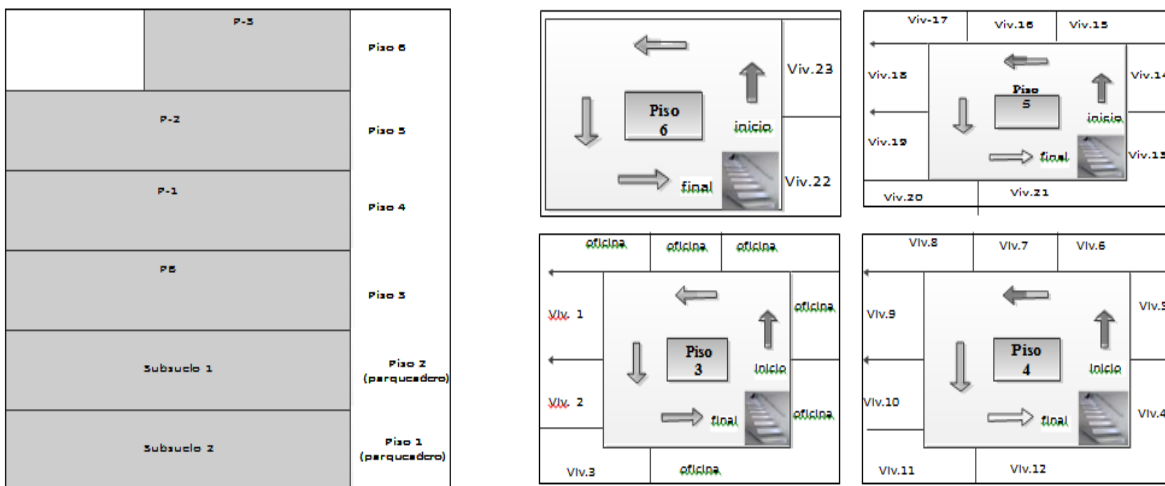 P-3
Piso 6
P-2
Piso 5
P-1
Piso 4
PB
Piso 3
Subsuelo 1
Piso 2
(parqueadero)
Subsuelo 2
Piso 1
(parqueadero)
Viv.23
Piso
6
inicio
final
Viv.22
Viv-17
Viv.16
Viv.15
Viv.18
Viv.14
Piso
5
inicio
Viv.19
final
Viv.13
Viv.20
Viv.21
oficina
oficina
oficina
Viv. 1
oficina
Piso
3
inicio
Viv. 2
final
oficina
Viv.3
oficina
Viv.8
Viv.7
Viv.6
Viv.9
Viv.5
Piso
4
inicio
Viv.10
final
Viv.4
Viv.11
Viv.12